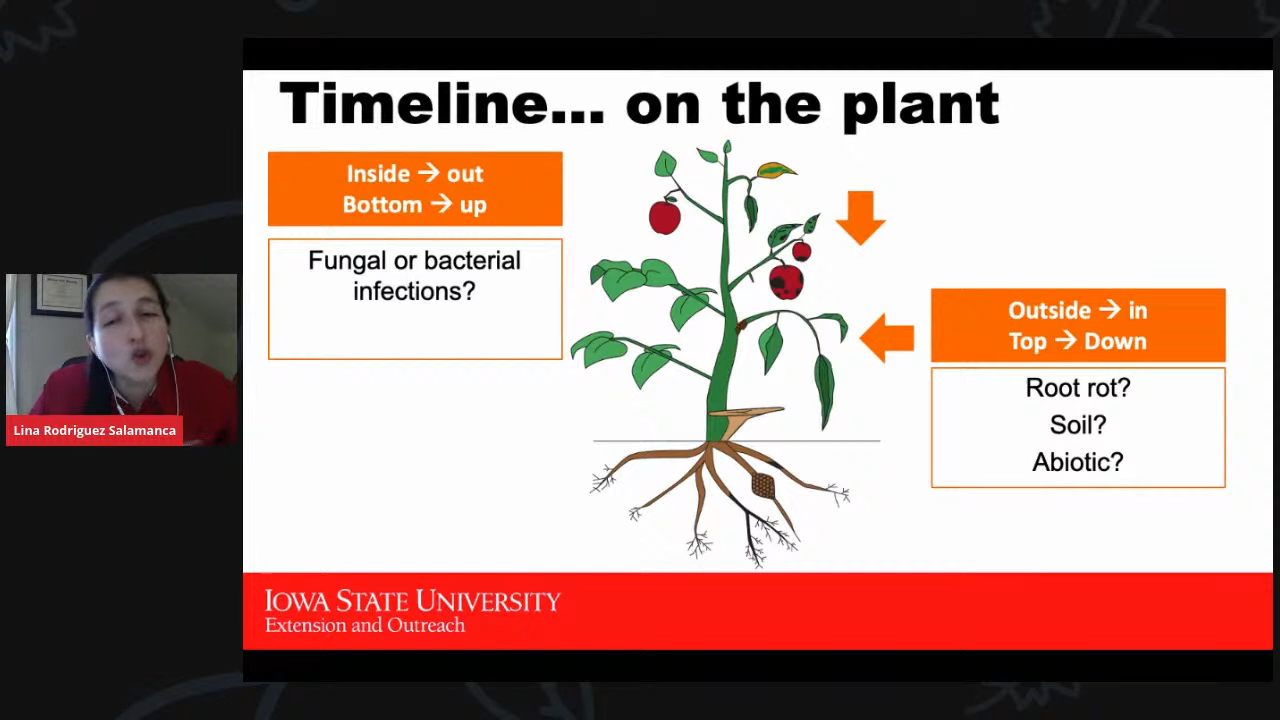 Timeline... on the plant
Inside → out
Bottom → up
Fungal or bacterial
infections?
Outside → in
Top → Down
Root rot?
Soil?
Abiotic?
Lina Rodriguez Salamanca
IOWA STATE UNIVERSITY
Extension and Outreach